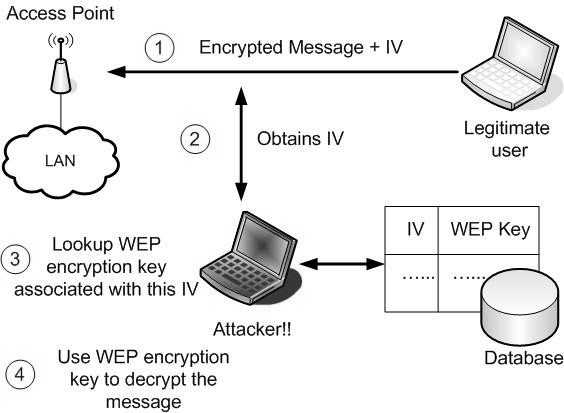 Access Point
1
Encrypted Message + IV
Legitimate
user
LAN
2
Obtains IV
3
Lookup WEP
encryption key
associated with this IV
Attacker!!
IV
WEP Key
......
......
Database
4
Use WEP encryption
key to decrypt the
message